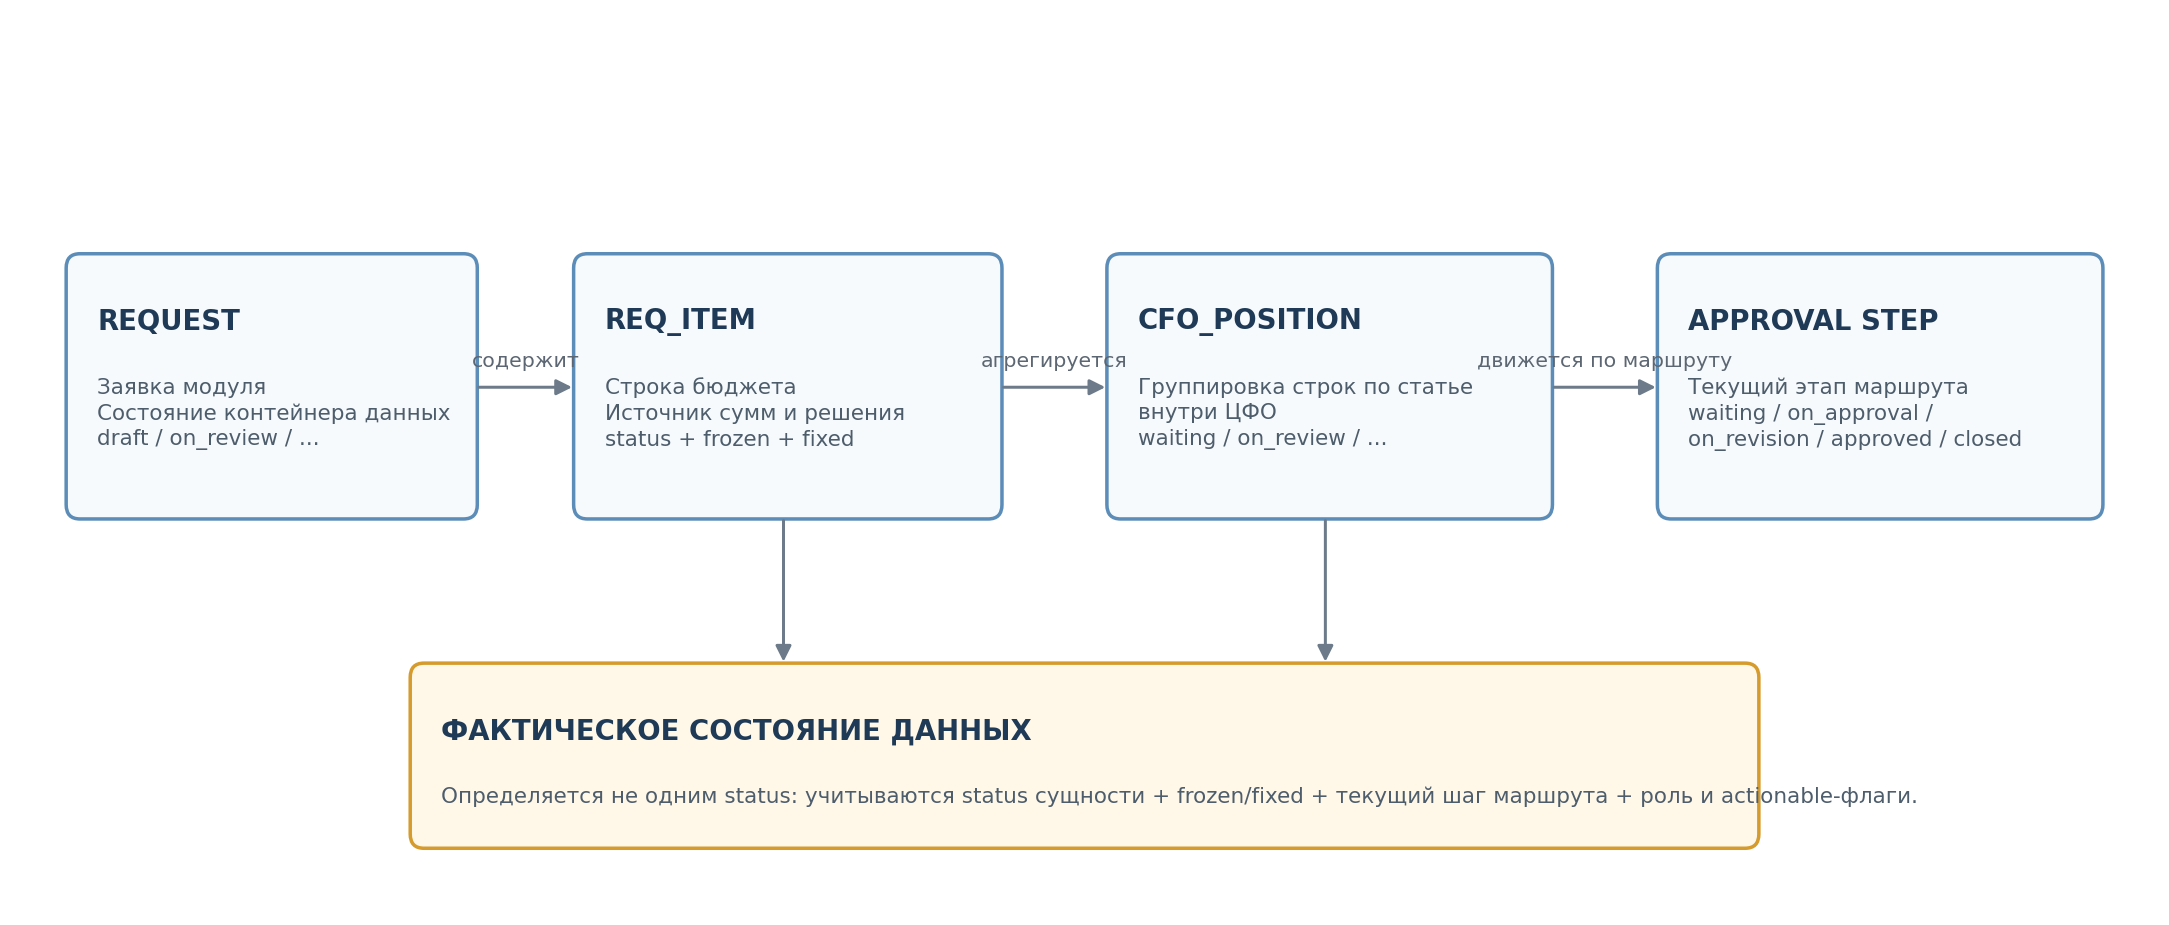 REQUEST
Заявка модуля
Состояние контейнера данных
draft / on_review / ...
содержит
REQ_ITEM
Строка бюджета
Источник сумм и решения
status + frozen + fixed
агрегируется
CFO_POSITION
Группировка строк по статье
внутри ЦФО
waiting / on_review / ...
движется по маршруту
APPROVAL STEP
Текущий этап маршрута
waiting / on_approval /
on_revision / approved / closed
ФАКТИЧЕСКОЕ СОСТОЯНИЕ ДАННЫХ
Определяется не одним status: учитываются status сущности + frozen/fixed + текущий шаг маршрута + роль и actionable-флаги.